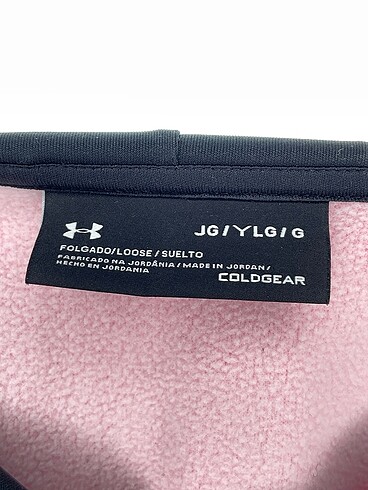 JG/YLG/G
FOLGADO/LOOSE/SUELTO
FABRICADO NA JORDÂNIA/MADE IN JORDAN/
HECHO EN JORDANIA
COLDGEAR